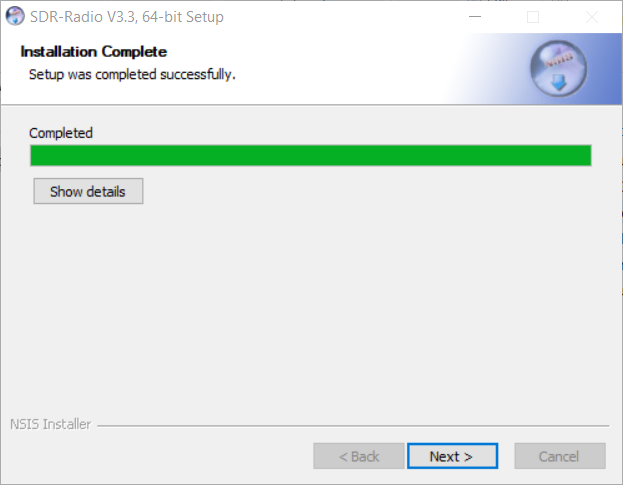 SDR-Radio V3.3, 64-bit Setup
Installation Complete
Setup was completed successfully.
Completed
Show details
NSIS Installer
< Back
Next >
Cancel